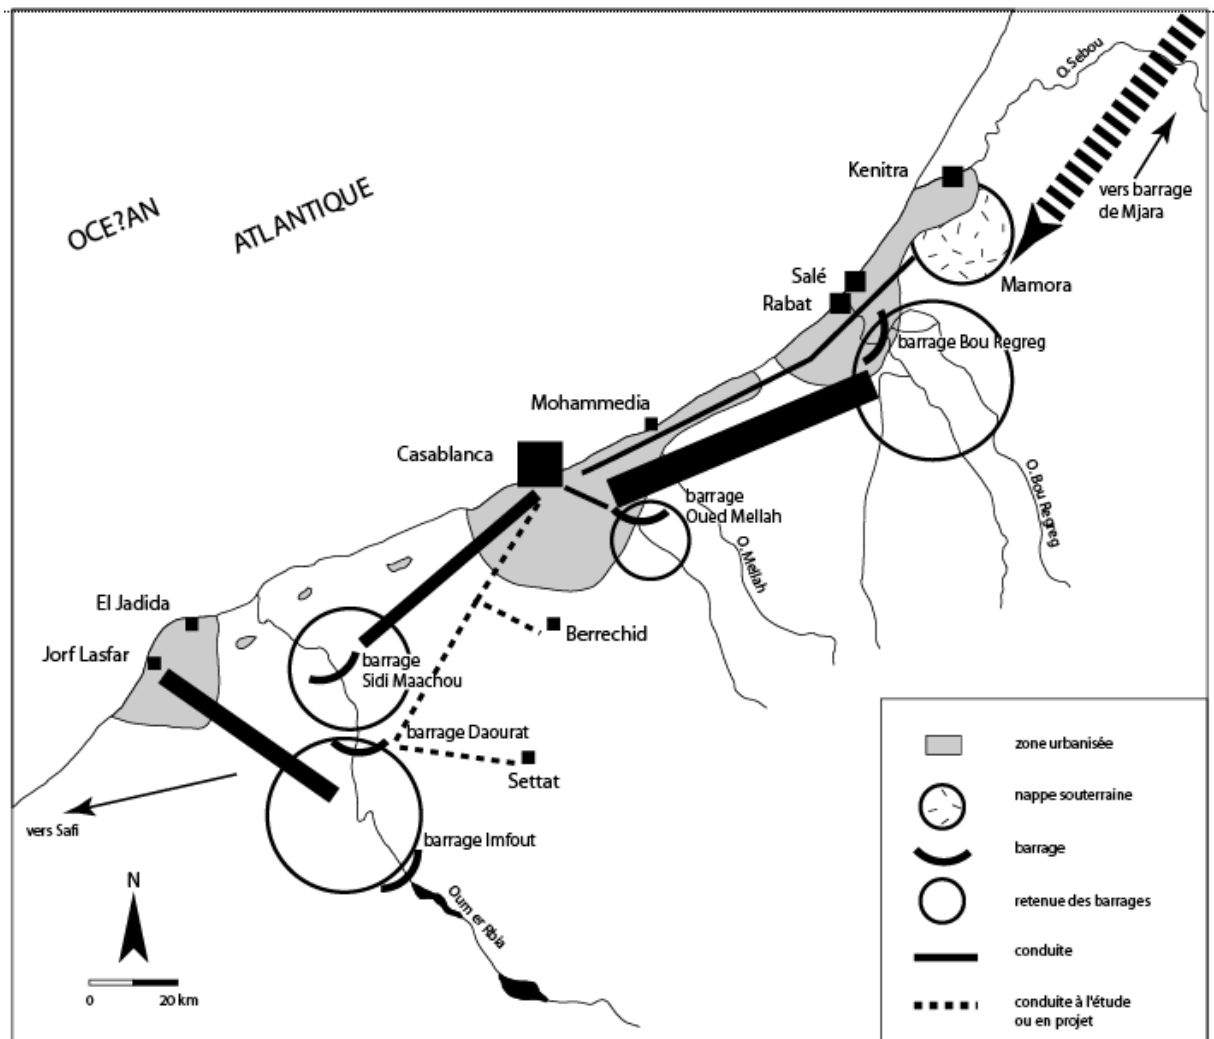 O. Sebou
Kenitra
vers barrage
de Mjara
OCE?AN
ATLANTIQUE
Salé
Rabat
Mamora
barrage Bou Regreg
Mohammedia
Casablanca
barrage
Oued Mellah
O. Bou Regreg
O. Mellah
El Jadida
Berrechid
Jorf Lasfar
barrage
Sidi Maachou
barrage Daourat
Settat
vers Safi
barrage Imfout
N
Oum er Rbia
0 20 km
zone urbanisée
nappe souterraine
barrage
retenue des barrages
conduite
conduite à l'étude
ou en projet